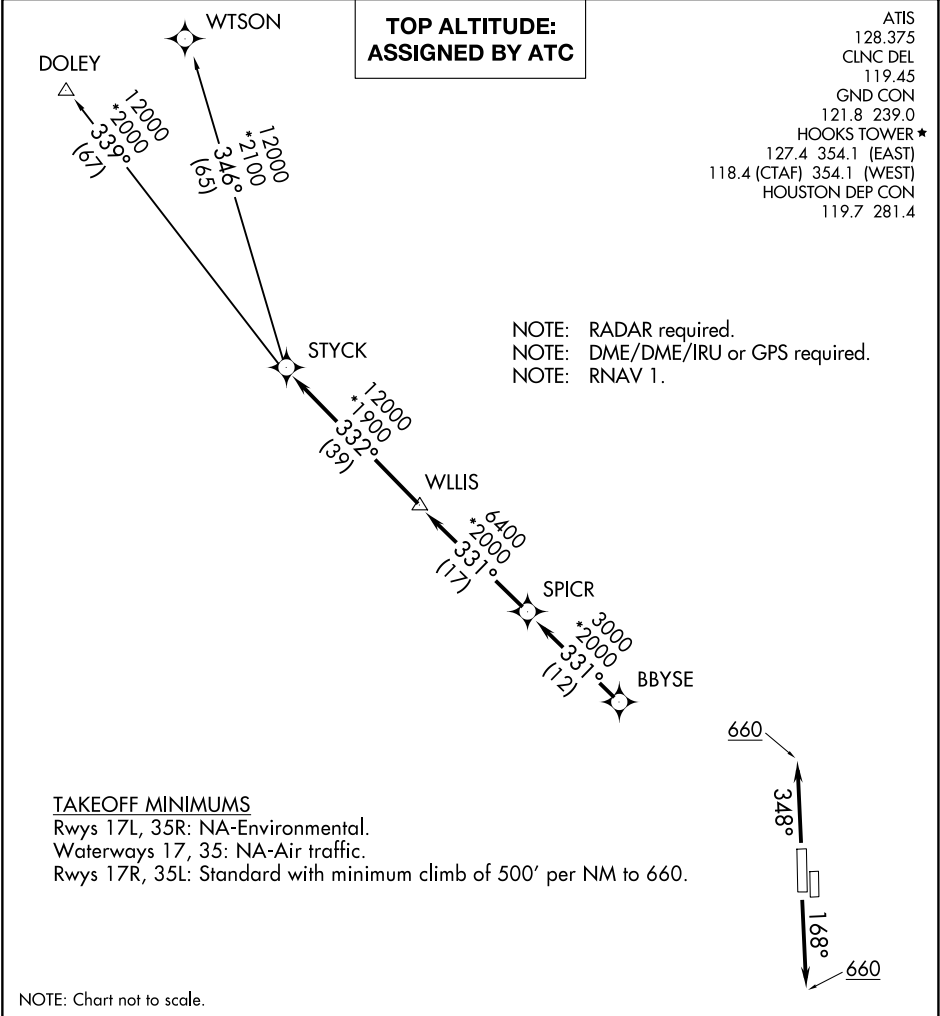 TOP ALTITUDE:
ASSIGNED BY ATC
ATIS
128.375
CLNC DEL
119.45
GND CON
121.8 239.0
HOOKS TOWER ★
127.4 354.1 (EAST)
118.4 (CTAF) 354.1 (WEST)
HOUSTON DEP CON
119.7 281.4
WTSON
DOLEY
12000
*2000
339°
(67)
12000
*2100
346°
(65)
STYCK
NOTE: RADAR required.
NOTE: DME/DME/IRU or GPS required.
NOTE: RNAV 1.
12000
*1900
332°
(39)
WLLIS
6400
*2000
331°
(17)
SPICR
3000
*2000
331°
(12)
BBYSE
660
348°
168°
660
TAKEOFF MINIMUMS
Rwys 17L, 35R: NA-Environmental.
Waterways 17, 35: NA-Air traffic.
Rwys 17R, 35L: Standard with minimum climb of 500' per NM to 660.
NOTE: Chart not to scale.